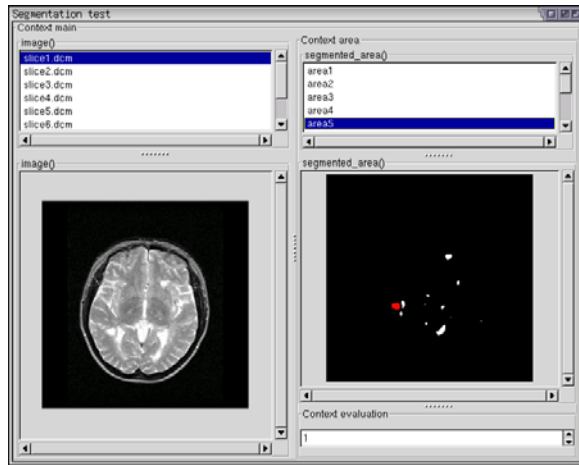 Segmentation test
Context main
image()
slice1.dcm
slice2.dcm
slice3.dcm
slice4.dcm
slice5.dcm
slice6.dcm
image()
Context area
segmented_area()
area1
area2
area3
area4
area5
segmented_area()
Context evaluation
1